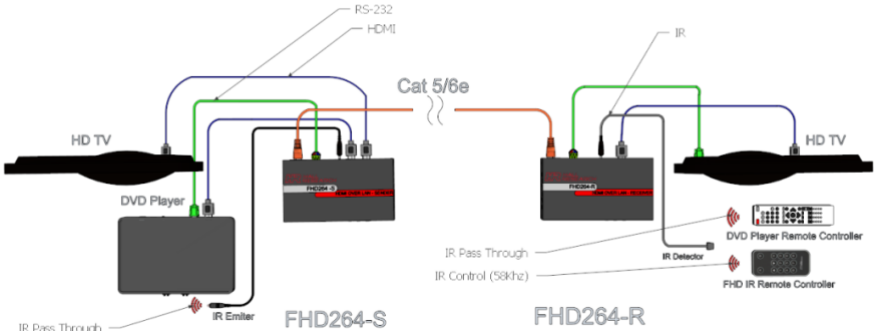 RS-232
HDMI
IR
Cat 5/6e
HD TV
HD TV
DVD Player
FHD264 -S
FHD264-R
IR Pass Through
DVD Player Remote Controller
IR Detector
IR Control (58Khz)
FHD IR Remote Controller
IR Emiter
FHD264-S
FHD264-R
IR Pass Through